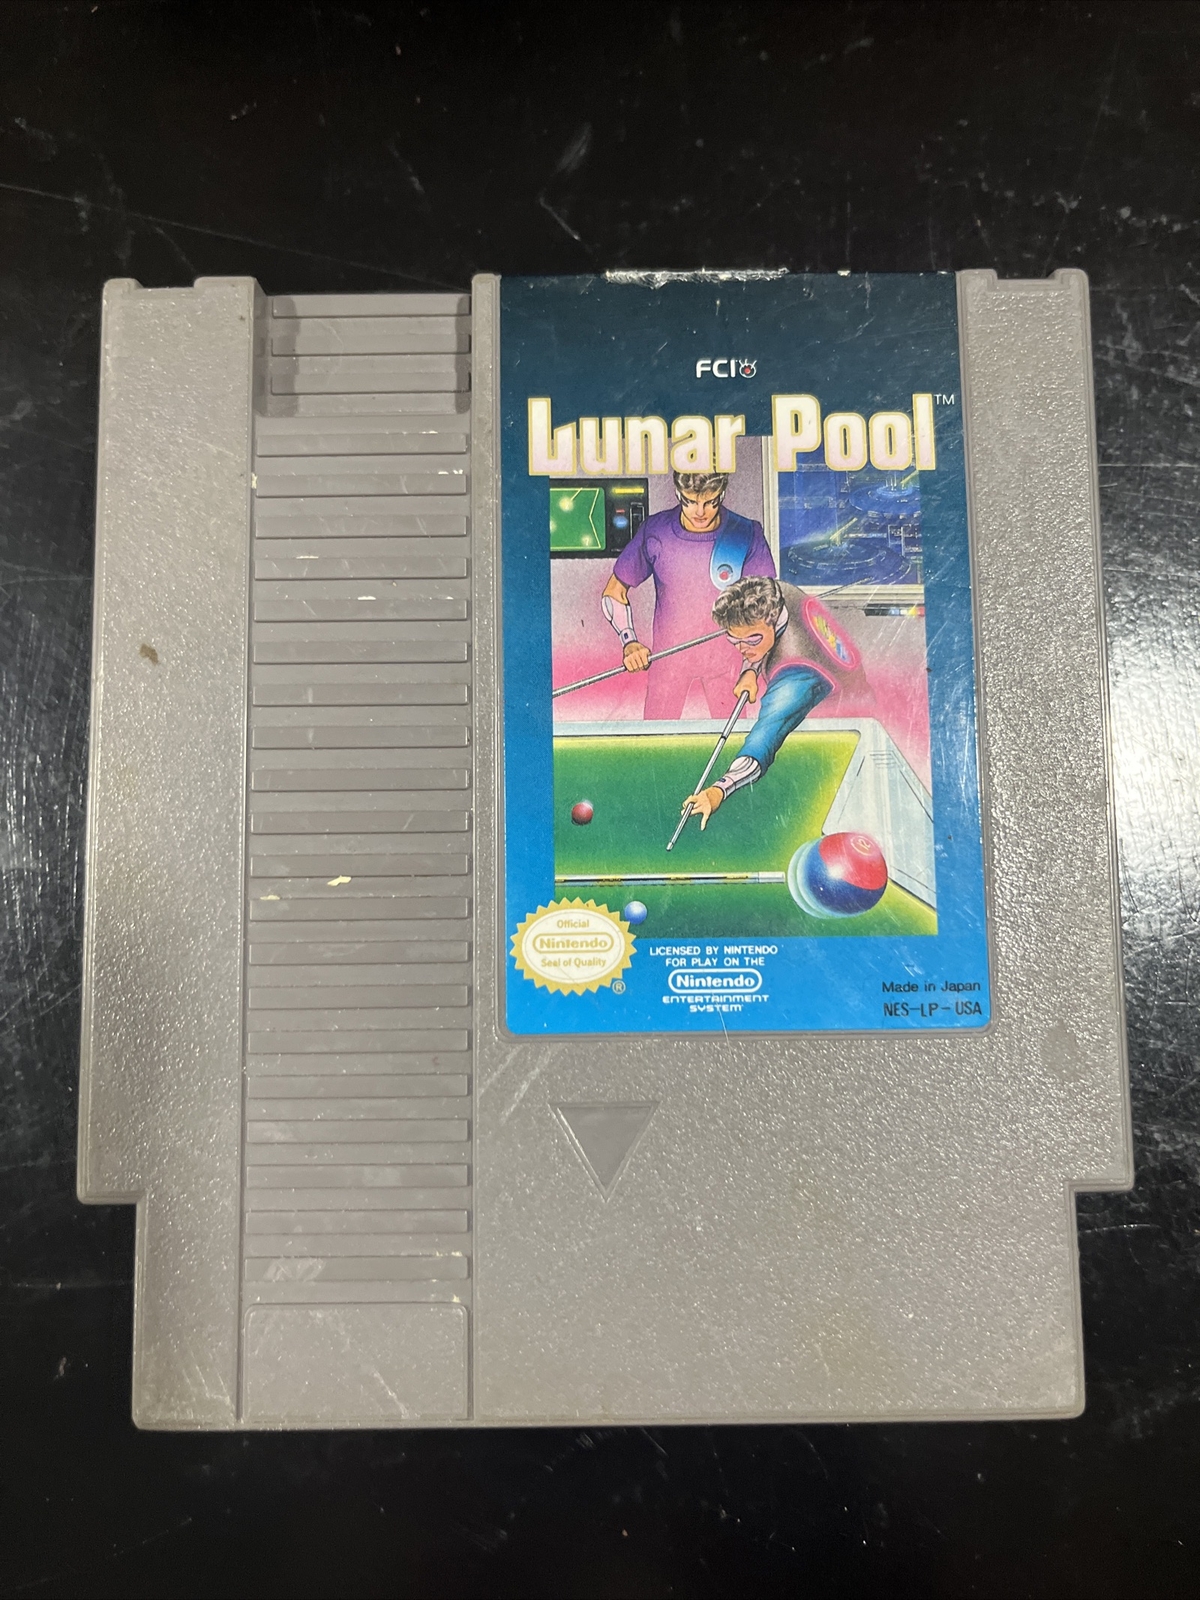 FCI
Lunar Pool™
R
Official
Nintendo
Seal of Quality
®
LICENSED BY NINTENDO
FOR PLAY ON THE
Nintendo
ENTERTAINMENT
SYSTEM
Made in Japan
NES-LP-USA